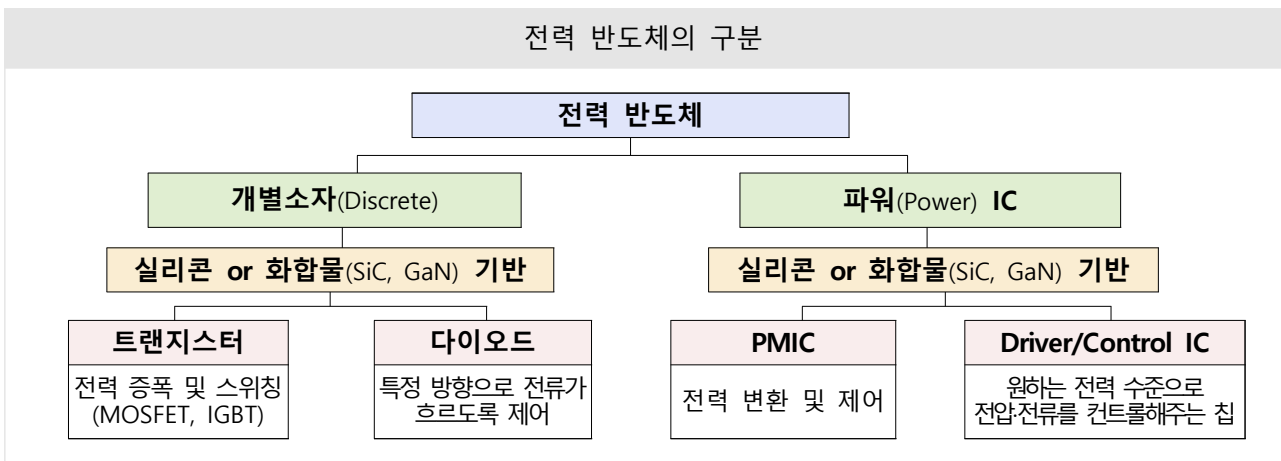 전력 반도체의 구분
전력 반도체
개별소자(Discrete)
파워(Power) IC
실리콘 or 화합물(SiC, GaN) 기반
실리콘 or 화합물(SiC, GaN) 기반
트랜지스터
전력 증폭 및 스위칭
(MOSFET, IGBT)
다이오드
특정 방향으로 전류가
흐르도록 제어
PMIC
전력 변환 및 제어
Driver/Control IC
원하는 전력 수준으로
전압·전류를 컨트롤해주는 칩